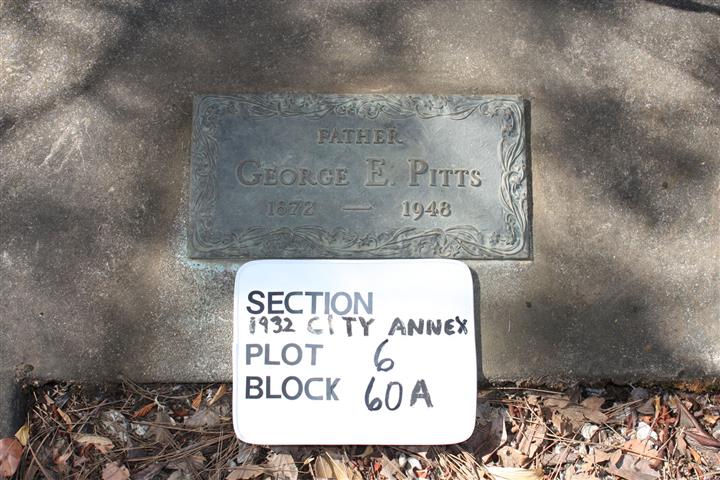 FATHER
GEORGE E. PITTS
1872 — 1948
SECTION
1932 CITY ANNEX
PLOT 6
BLOCK 60A